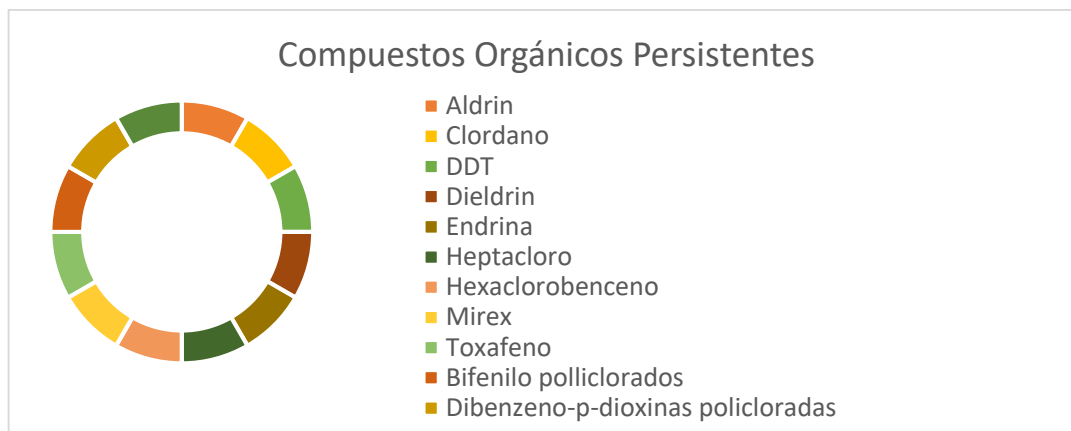 Compuestos Orgánicos Persistentes
Aldrin
Clordano
DDT
Dieldrin
Endrina
Heptacloro
Hexaclorobenceno
Mirex
Toxafeno
Bifenilo polliclorados
Dibenzeno-p-dioxinas policloradas